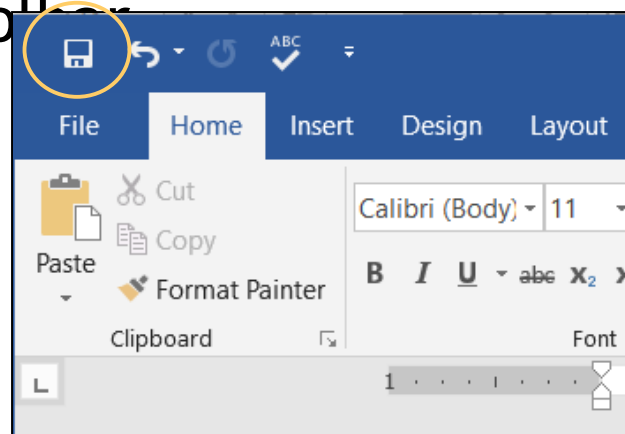 ABC
File Home Insert Design Layout
Cut
Calibri (Body) 11
Copy
Paste
B I U abc X₂
Format Painter
Clipboard Font
L 1